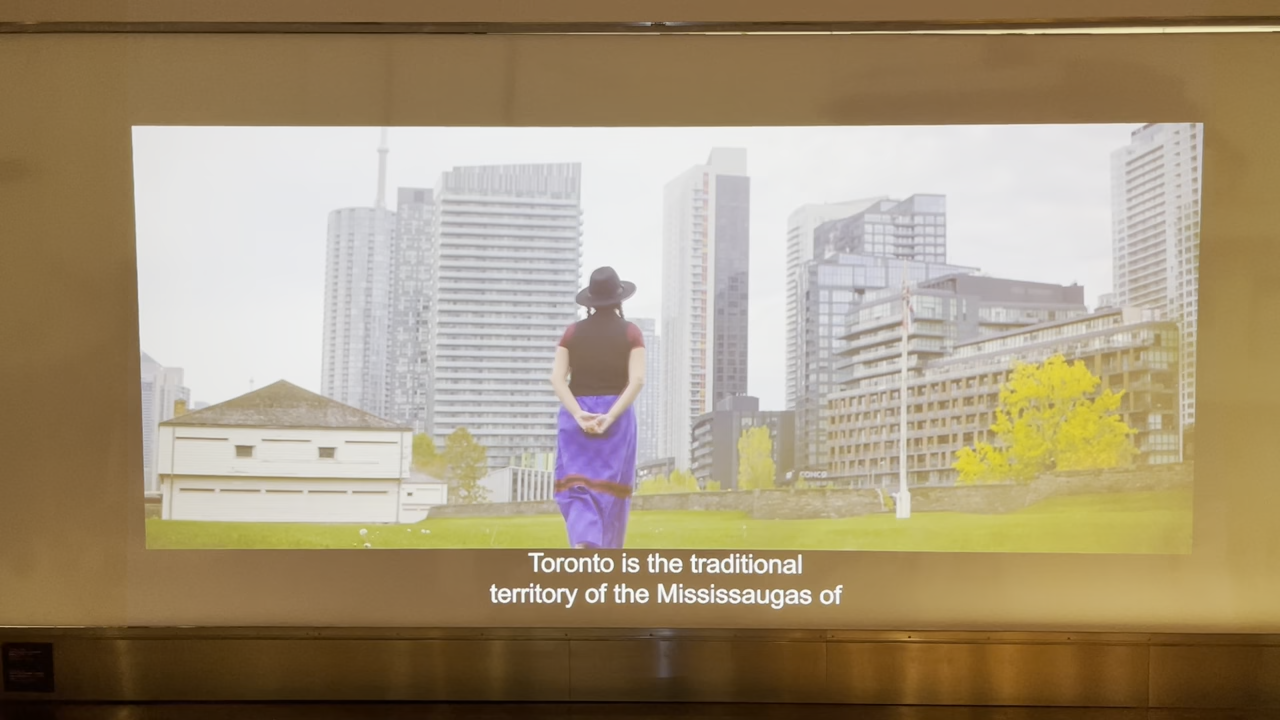 Toronto is the traditional
territory of the Mississaugas of